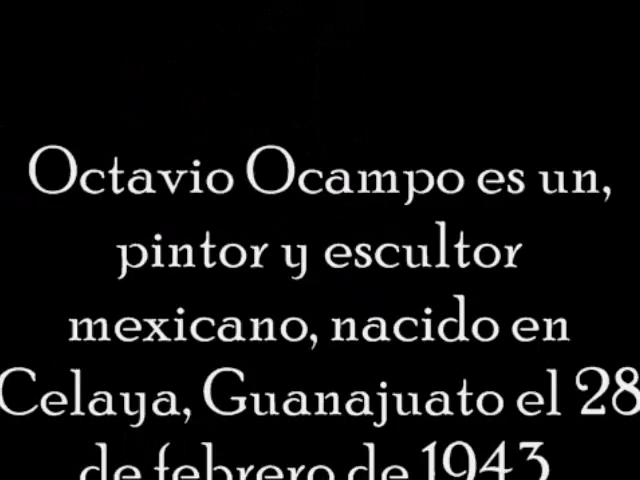 Octavio Ocampo es un,
pintor y escultor
mexicano, nacido en
Celaya, Guanajuato el 28
de febrero de 1943